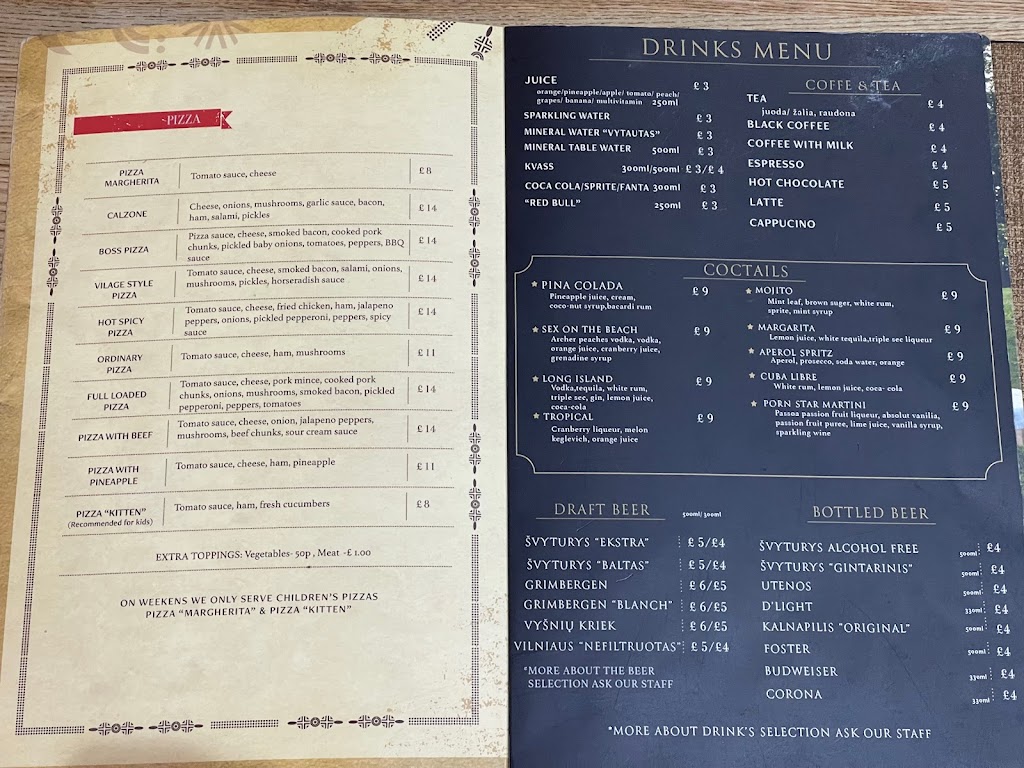 PIZZA
PIZZA
MARGHERITA
Tomato sauce, cheese
£8
CALZONE
Cheese, onions, mushrooms, garlic sauce, bacon,
ham, salami, pickles
£14
BOSS PIZZA
Pizza sauce, cheese, smoked bacon, cooked pork
chunks, pickled baby onions, tomatoes, peppers, BBQ
sauce
£14
VILAGE STYLE
PIZZA
Tomato sauce, cheese, smoked bacon, salami, onions,
mushrooms, pickles, horseradish sauce
£14
HOT SPICY
PIZZA
Tomato sauce, cheese, fried chicken, ham, jalapeno
peppers, onions, pickled pepperoni, peppers, spicy
sauce
£14
ORDINARY
PIZZA
Tomato sauce, cheese, ham, mushrooms
£11
FULL LOADED
PIZZA
Tomato sauce, cheese, pork mince, cooked pork
chunks, onions, mushrooms, smoked bacon, pickled
pepperoni, peppers, tomatoes
£14
PIZZA WITH BEEF
Tomato sauce, cheese, onion, jalapeno peppers,
mushrooms, beef chunks, sour cream sauce
£14
PIZZA WITH
PINEAPPLE
Tomato sauce, cheese, ham, pineapple
£11
PIZZA "KITTEN"
(Recommended for kids)
Tomato sauce, ham, fresh cucumbers
£8
EXTRA TOPPINGS: Vegetables- 50p , Meat -£1.00
ON WEEKENS WE ONLY SERVE CHILDREN'S PIZZAS
PIZZA "MARGHERITA" & PIZZA "KITTEN"
DRINKS MENU
JUICE £3
orange/pineapple/apple/ tomato/ peach/
grapes/ banana/ multivitamin 250ml
SPARKLING WATER £3
MINERAL WATER "VYTAUTAS" £3
MINERAL TABLE WATER 500ml £3
KVASS 300ml/500ml £3/£4
COCA COLA/SPRITE/FANTA 300ml £3
"RED BULL" 250ml £3
COFFE & TEA
TEA £4
juoda/ žalia, raudona
BLACK COFFEE £4
COFFEE WITH MILK £4
ESPRESSO £4
HOT CHOCOLATE £5
LATTE £5
CAPPUCINO £5
COCTAILS
PINA COLADA £9
Pineapple juice, cream,
coco-nut syrup,bacardi rum
SEX ON THE BEACH £9
Archer peaches vodka, vodka,
orange juice, cranberry juice,
grenadine syrup
LONG ISLAND £9
Vodka,tequila, white rum,
triple see, gin, lemon juice,
coca-cola
TROPICAL £9
Cranberry liqueur, melon
keglevich, orange juice
MOJITO £9
Mint leaf, brown suger, white rum,
sprite, mint syrup
MARGARITA £9
Lemon juice, white tequila,triple see liqueur
APEROL SPRITZ £9
Aperol, prosecco, soda water, orange
CUBA LIBRE £9
White rum, lemon juice, coca- cola
PORN STAR MARTINI £9
Passoa passion fruit liqueur, absolut vanilia,
passion fruit puree, lime juice, vanilla syrup,
sparkling wine
DRAFT BEER 500ml/ 300ml
ŠVYTURYS "EKSTRA" £5/£4
ŠVYTURYS "BALTAS" £5/£4
GRIMBERGEN £6/£5
GRIMBERGEN "BLANCH" £6/£5
VYŠNIŲ KRIEK £6/£5
VILNIAUS "NEFILTRUOTAS" £5/£4
*MORE ABOUT THE BEER
SELECTION ASK OUR STAFF
BOTTLED BEER
ŠVYTURYS ALCOHOL FREE 500ml £4
ŠVYTURYS "GINTARINIS" 500ml £4
UTENOS 500ml £4
D'LIGHT 330ml £4
KALNAPILIS "ORIGINAL" 500ml £4
FOSTER 500ml £4
BUDWEISER 330ml £4
CORONA 330ml £4
*MORE ABOUT DRINK'S SELECTION ASK OUR STAFF